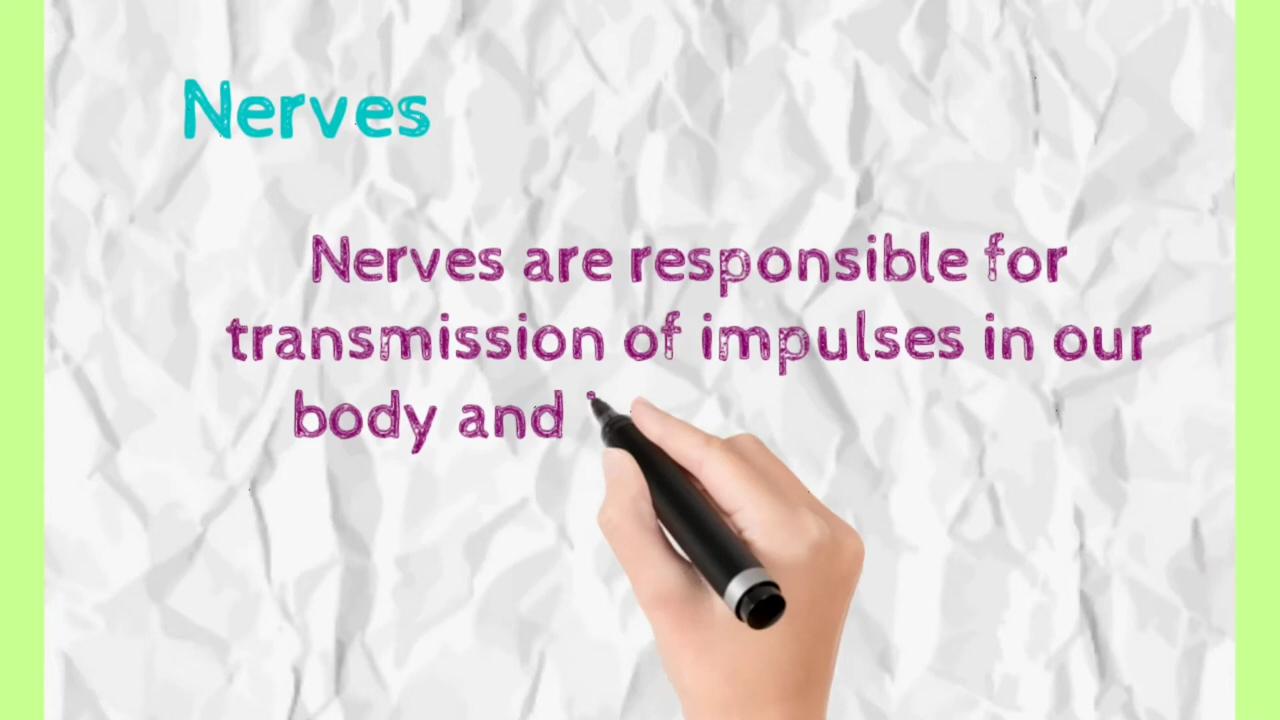 Nerves
Nerves are responsible for
transmission of impulses in our
body and